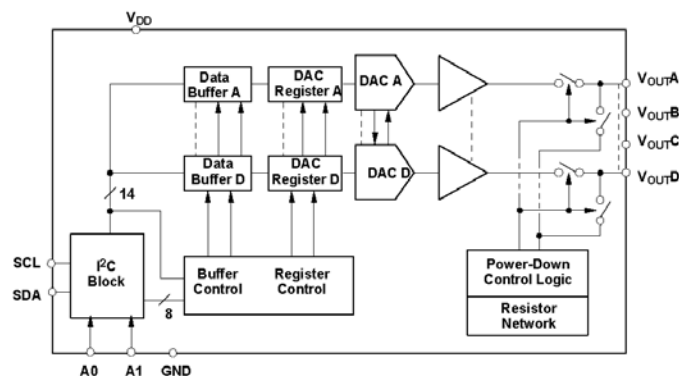 VDD
Data
Buffer A
DAC
Register A
DAC A
VOUTA
VOUTB
VOUTC
Data
Buffer D
DAC
Register D
DAC D
VOUTD
14
SCL
SDA
I²C
Block
8
Buffer
Control
Register
Control
Power-Down
Control Logic
Resistor
Network
A0
A1
GND